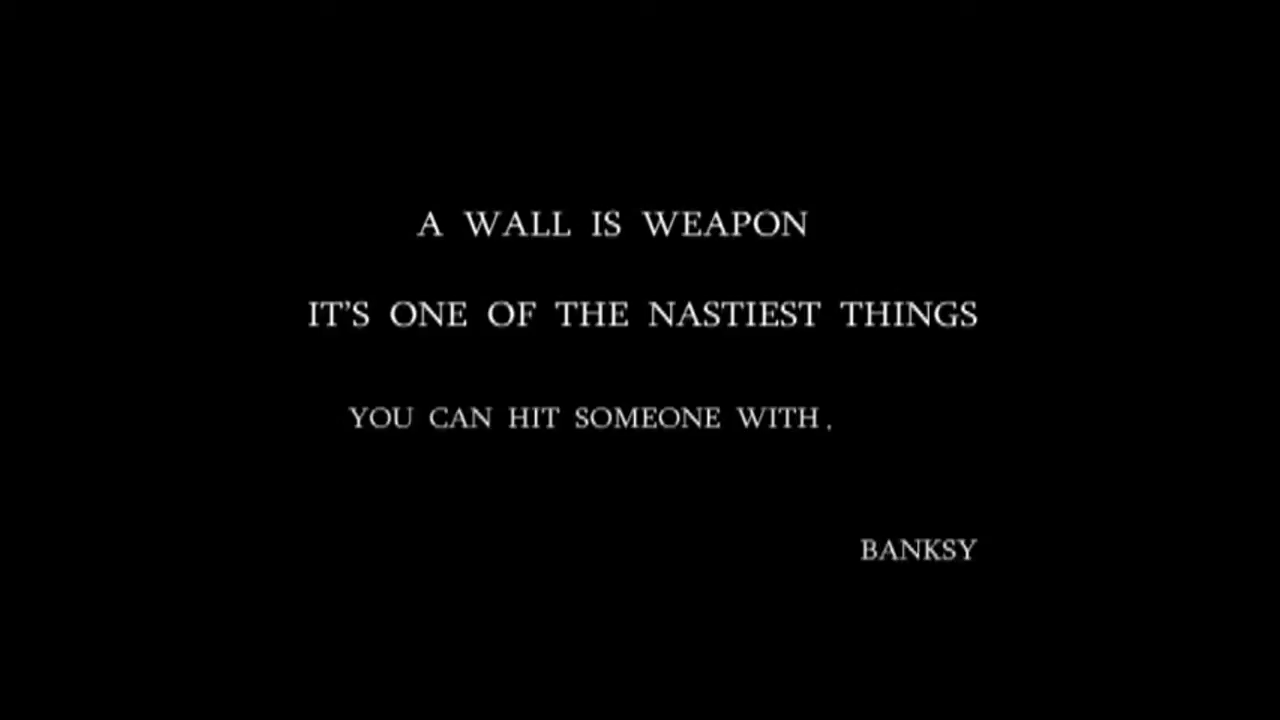 A WALL IS WEAPON
IT'S ONE OF THE NASTIEST THINGS
YOU CAN HIT SOMEONE WITH.
BANKSY